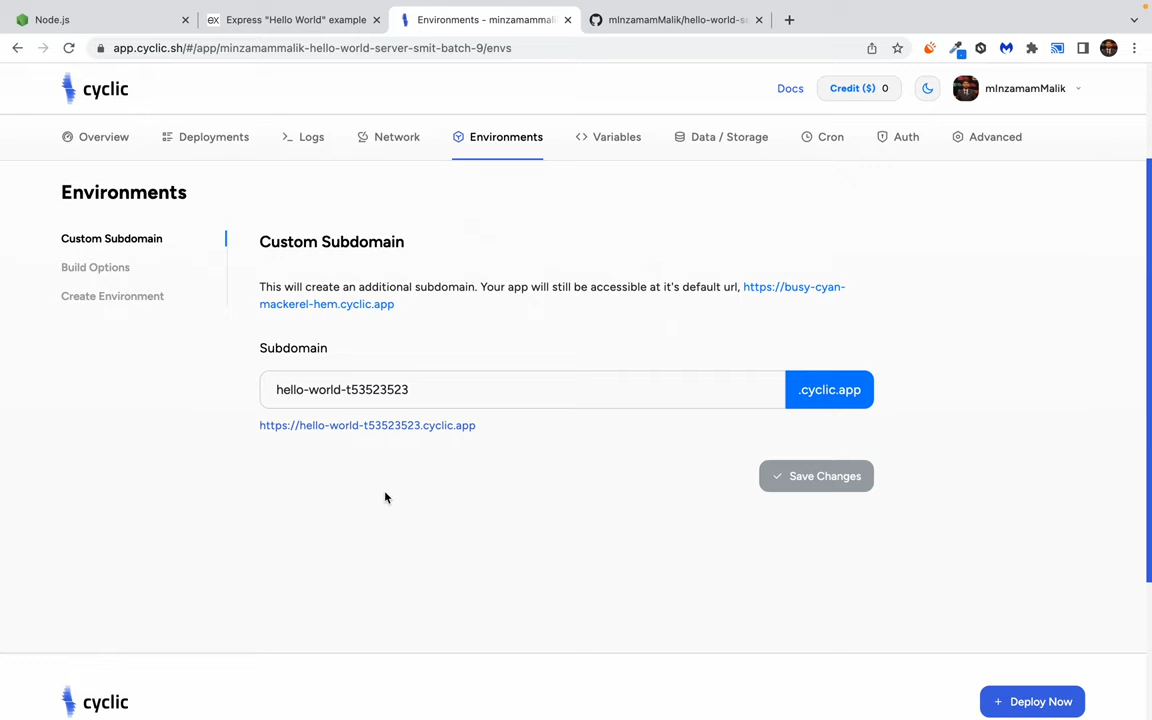 Node.js
Express "Hello World" example
Environments - minzamammali
mInzamamMalik/hello-world-se
app.cyclic.sh/#/app/minzamammalik-hello-world-server-smit-batch-9/envs
cyclic
Docs
Credit ($) 0
mInzamamMalik
Overview
Deployments
Logs
Network
Environments
Variables
Data / Storage
Cron
Auth
Advanced
Environments
Custom Subdomain
Build Options
Create Environment
Custom Subdomain
This will create an additional subdomain. Your app will still be accessible at it's default url, https://busy-cyan-
mackerel-hem.cyclic.app
Subdomain
hello-world-t53523523
.cyclic.app
https://hello-world-t53523523.cyclic.app
Save Changes
cyclic
Deploy Now